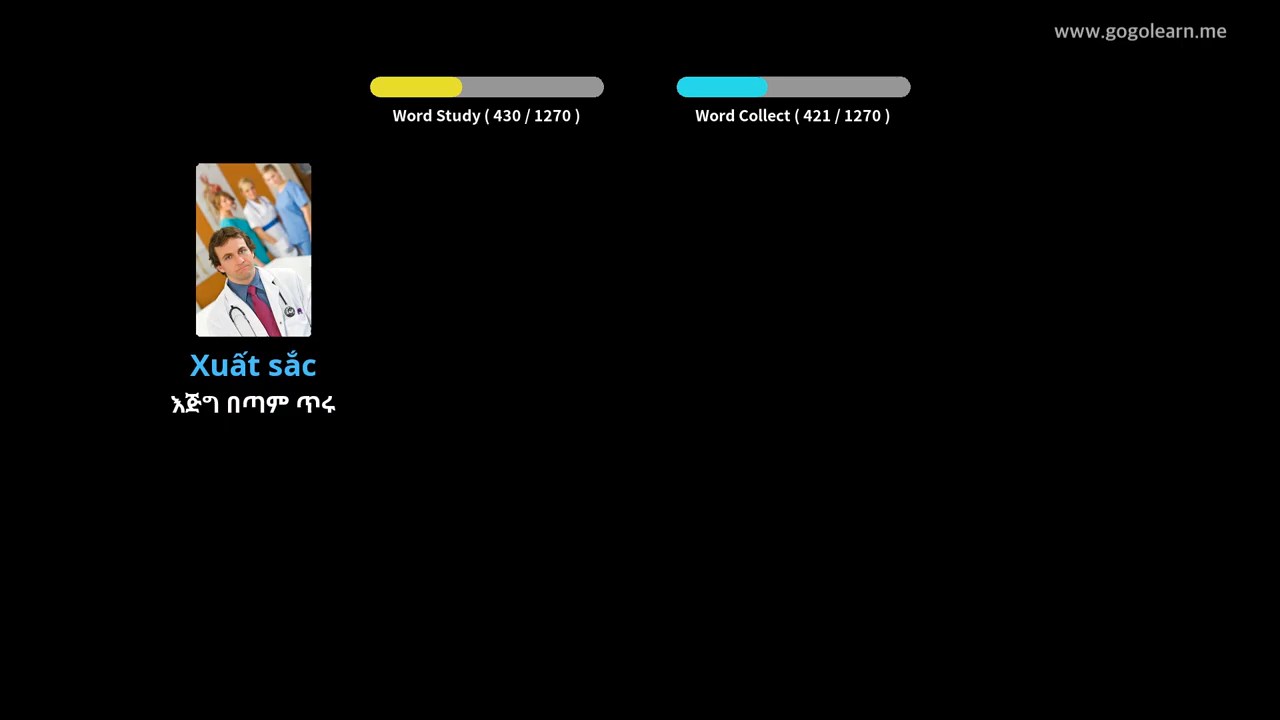 www.gogolearn.me
Word Study ( 430 / 1270 )
Word Collect ( 421 / 1270 )
Xuất sắc
እጅግ በጣም ጥሩ